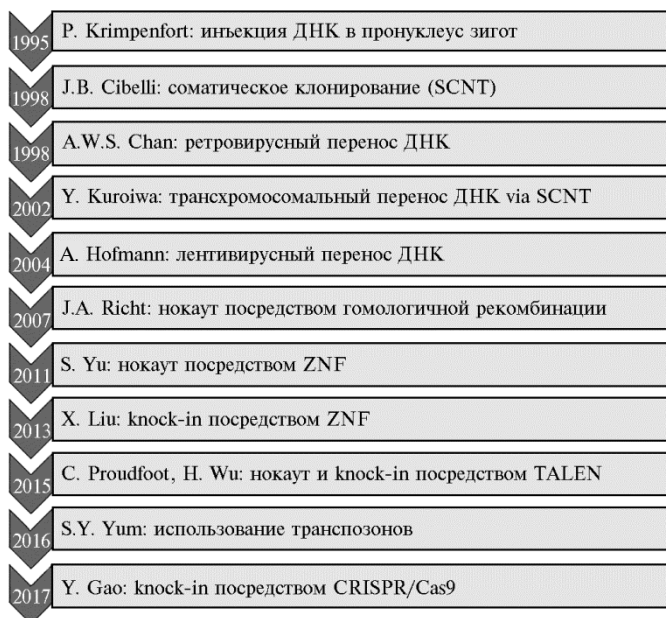 1995 P. Krimpenfort: инъекция ДНК в пронуклеус зигот
1998 J.B. Cibelli: соматическое клонирование (SCNT)
1998 A.W.S. Chan: ретровирусный перенос ДНК
2002 Y. Kuroiwa: трансхромосомальный перенос ДНК via SCNT
2004 A. Hofmann: лентивирусный перенос ДНК
2007 J.A. Richt: нокаут посредством гомологичной рекомбинации
2011 S. Yu: нокаут посредством ZNF
2013 X. Liu: knock-in посредством ZNF
2015 C. Proudfoot, H. Wu: нокаут и knock-in посредством TALEN
2016 S.Y. Yum: использование транспозонов
2017 Y. Gao: knock-in посредством CRISPR/Cas9